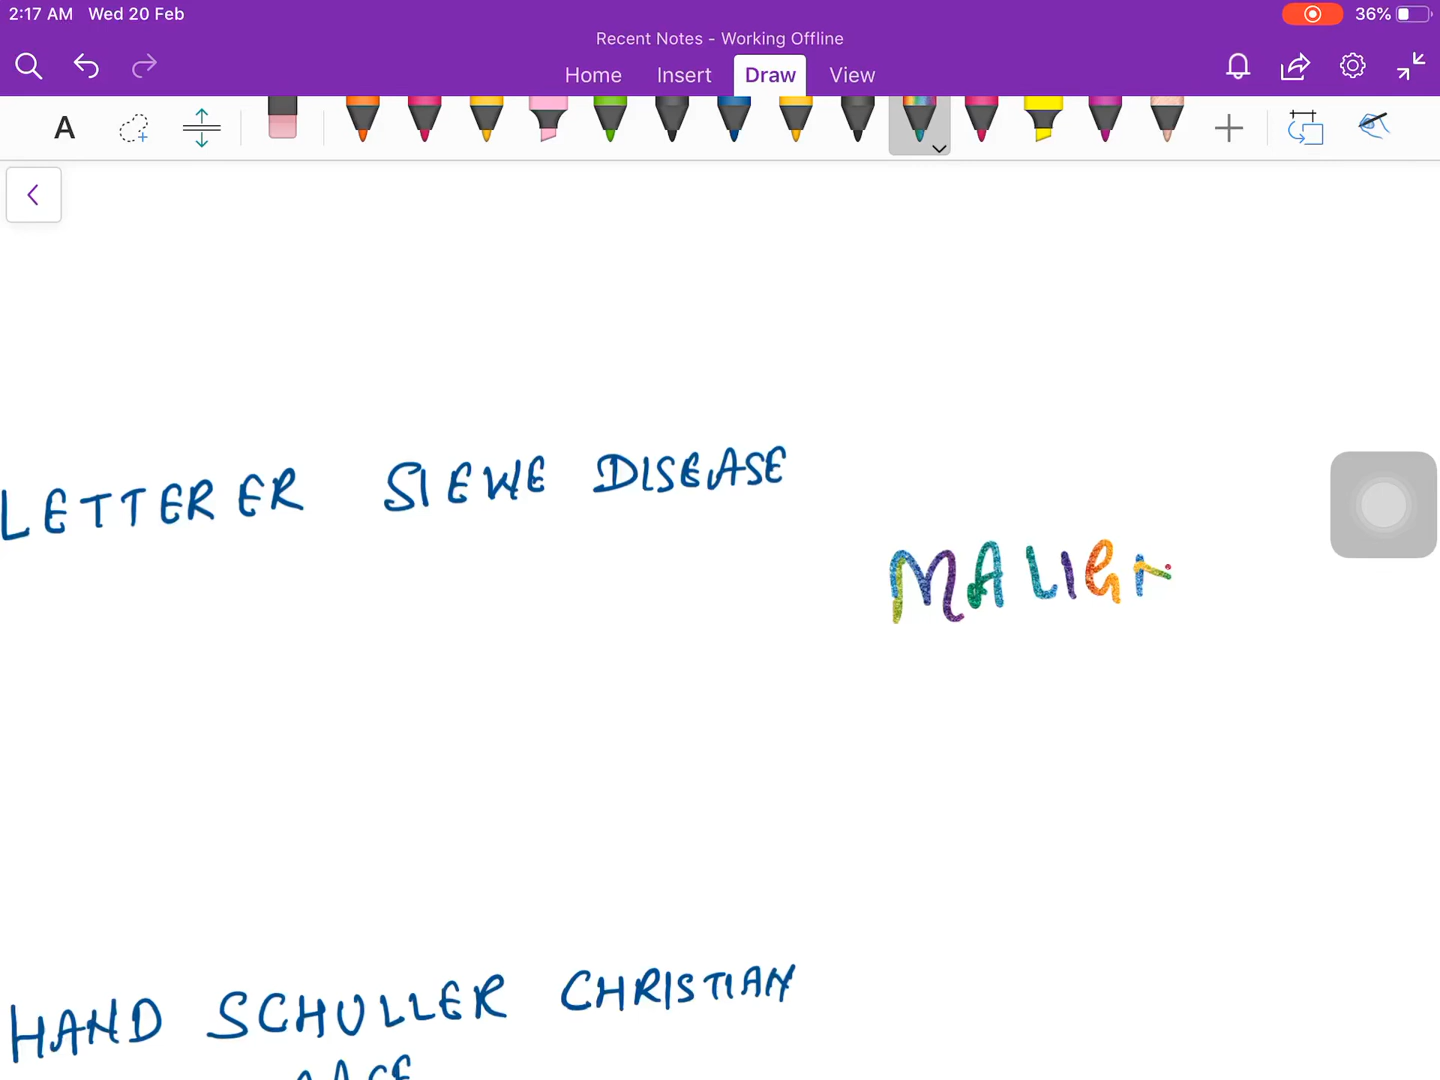 2:17 AM Wed 20 Feb 36%
Recent Notes - Working Offline
Home Insert Draw View
A
LETTERER SIEWE DISEASE
MALIGN
HAND SCHULLER CHRISTIAN